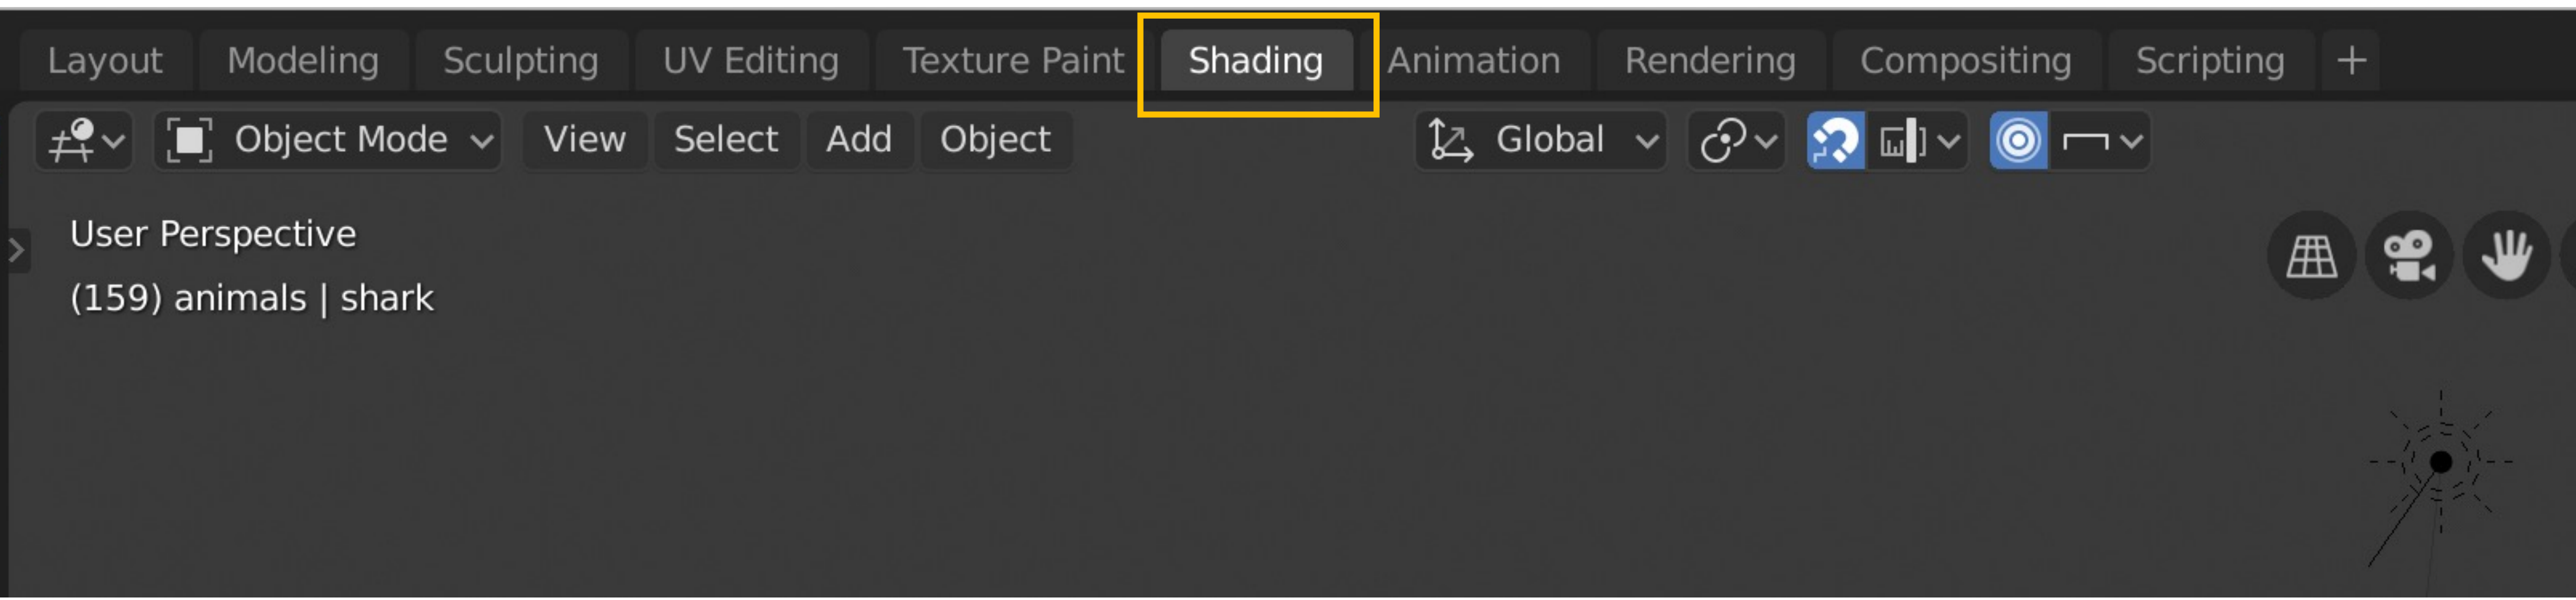 Layout Modeling Sculpting UV Editing Texture Paint Shading Animation Rendering Compositing Scripting +
Object Mode View Select Add Object Global
User Perspective
(159) animals | shark